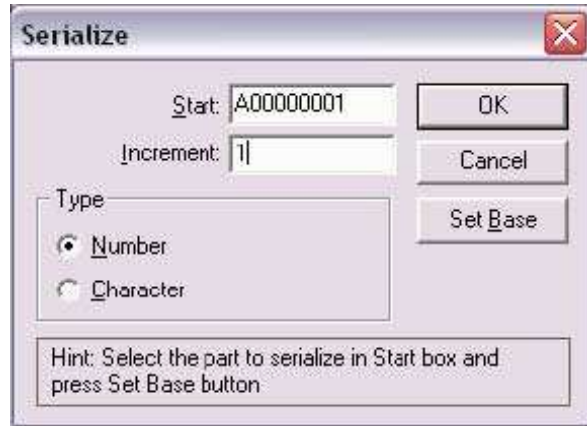 Serialize
Start: A00000001
OK
Increment: 1
Cancel
Type
Set Base
Number
Character
Hint: Select the part to serialize in Start box and
press Set Base button